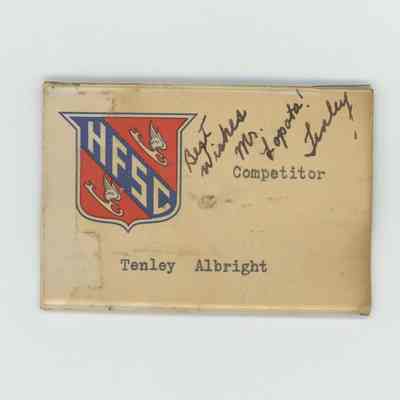 HFSC
Best
Wishes
Mr.
Lopata!
Tenley
Competitor
Tenley Albright